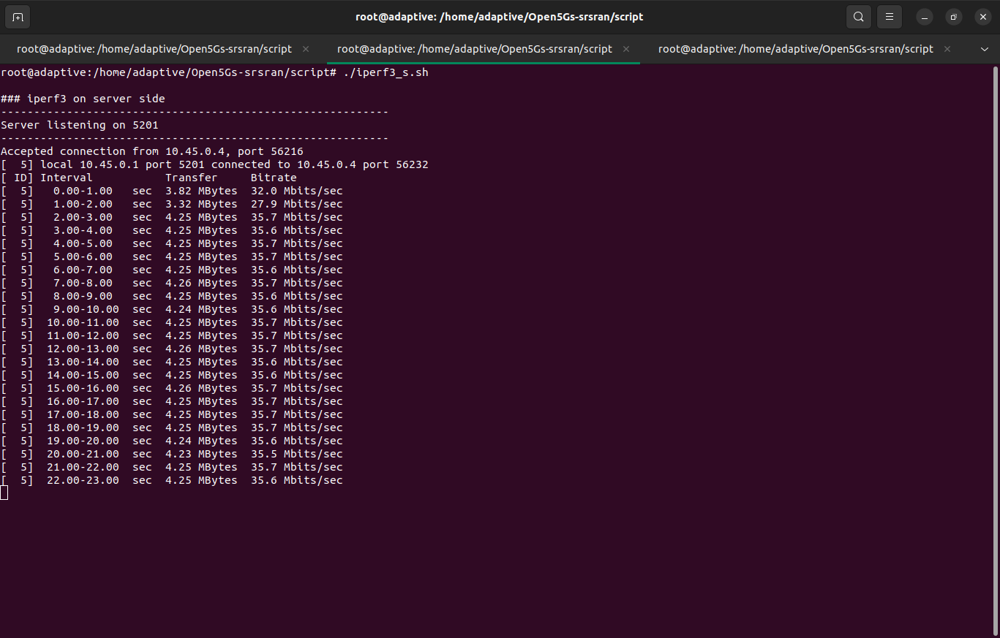 root@adaptive: /home/adaptive/Open5Gs-srsran/script
root@adaptive: /home/adaptive/Open5Gs-srsran/script × root@adaptive: /home/adaptive/Open5Gs-srsran/script × root@adaptive: /home/adaptive/Open5Gs-srsran/script ×
root@adaptive:/home/adaptive/Open5Gs-srsran/script# ./iperf3_s.sh
### iperf3 on server side
-----------------------------------------------------------
Server listening on 5201
-----------------------------------------------------------
Accepted connection from 10.45.0.4, port 56216
[  5] local 10.45.0.1 port 5201 connected to 10.45.0.4 port 56232
[ ID] Interval           Transfer     Bitrate
[  5]   0.00-1.00   sec  3.82 MBytes  32.0 Mbits/sec
[  5]   1.00-2.00   sec  3.32 MBytes  27.9 Mbits/sec
[  5]   2.00-3.00   sec  4.25 MBytes  35.7 Mbits/sec
[  5]   3.00-4.00   sec  4.25 MBytes  35.6 Mbits/sec
[  5]   4.00-5.00   sec  4.25 MBytes  35.7 Mbits/sec
[  5]   5.00-6.00   sec  4.25 MBytes  35.7 Mbits/sec
[  5]   6.00-7.00   sec  4.25 MBytes  35.6 Mbits/sec
[  5]   7.00-8.00   sec  4.26 MBytes  35.7 Mbits/sec
[  5]   8.00-9.00   sec  4.25 MBytes  35.6 Mbits/sec
[  5]   9.00-10.00  sec  4.24 MBytes  35.6 Mbits/sec
[  5]  10.00-11.00  sec  4.25 MBytes  35.7 Mbits/sec
[  5]  11.00-12.00  sec  4.25 MBytes  35.7 Mbits/sec
[  5]  12.00-13.00  sec  4.26 MBytes  35.7 Mbits/sec
[  5]  13.00-14.00  sec  4.25 MBytes  35.6 Mbits/sec
[  5]  14.00-15.00  sec  4.25 MBytes  35.6 Mbits/sec
[  5]  15.00-16.00  sec  4.26 MBytes  35.7 Mbits/sec
[  5]  16.00-17.00  sec  4.25 MBytes  35.7 Mbits/sec
[  5]  17.00-18.00  sec  4.25 MBytes  35.7 Mbits/sec
[  5]  18.00-19.00  sec  4.25 MBytes  35.7 Mbits/sec
[  5]  19.00-20.00  sec  4.24 MBytes  35.6 Mbits/sec
[  5]  20.00-21.00  sec  4.23 MBytes  35.5 Mbits/sec
[  5]  21.00-22.00  sec  4.25 MBytes  35.7 Mbits/sec
[  5]  22.00-23.00  sec  4.25 MBytes  35.6 Mbits/sec